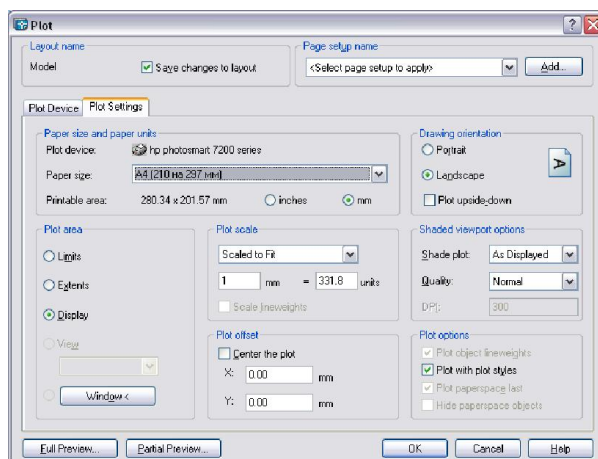 Plot
Layout name
Model
Save changes to layout
Page setup name
<Select page setup to apply>
Add...
Plot Device
Plot Settings
Paper size and paper units
Plot device: hp photosmart 7200 series
Paper size: A4 (210 на 297 мм)
Printable area: 280.34 x 201.57 mm inches mm
Drawing orientation
Portrait
Landscape
A
Plot upside-down
Plot area
Limits
Extents
Display
View
Window <
Plot scale
Scaled to Fit
1 mm = 331.8 units
Scale lineweights
Plot offset
Center the plot
X: 0.00 mm
Y: 0.00 mm
Shaded viewport options
Shade plot: As Displayed
Quality: Normal
DPI: 300
Plot options
Plot object lineweights
Plot with plot styles
Plot paperspace last
Hide paperspace objects
Full Preview...
Partial Preview...
OK
Cancel
Help